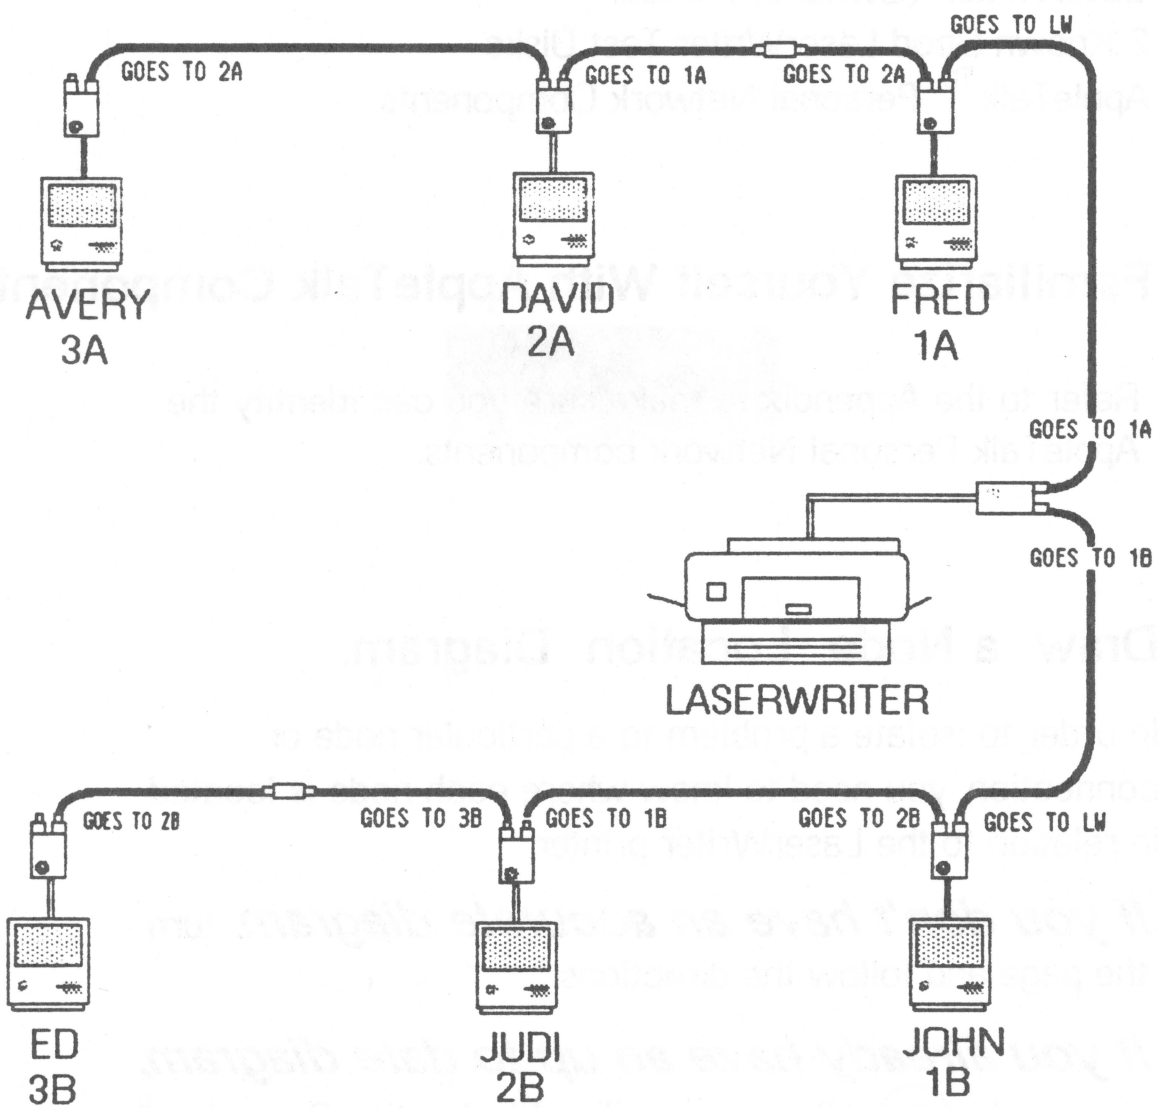 GOES TO LW
GOES TO 2A
GOES TO 1A
GOES TO 2A
AVERY
3A
DAVID
2A
FRED
1A
GOES TO 1A
GOES TO 1B
LASERWRITER
GOES TO 2B
GOES TO 3B
GOES TO 1B
GOES TO 2B
GOES TO LW
ED
3B
JUDI
2B
JOHN
1B